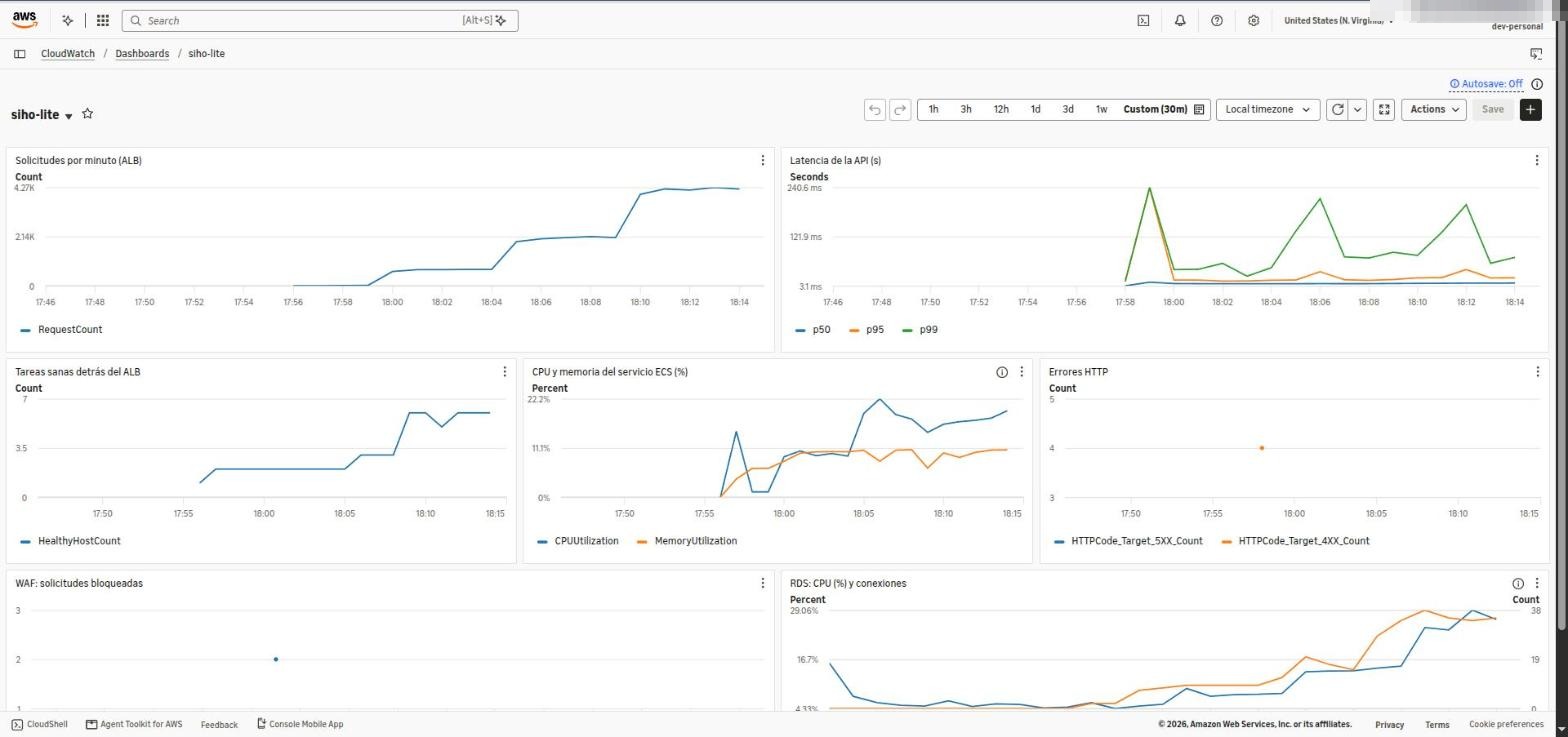 aws
Search [Alt+S]
United States (N. Virginia)
dev-personal
CloudWatch / Dashboards / siho-lite
Autosave: Off
siho-lite
1h 3h 12h 1d 3d 1w Custom (30m) Local timezone Actions Save +
Solicitudes por minuto (ALB)
Count
4.27K
2.14K
0
17:46 17:48 17:50 17:52 17:54 17:56 17:58 18:00 18:02 18:04 18:06 18:08 18:10 18:12 18:14
RequestCount
Latencia de la API (s)
Seconds
240.6 ms
121.9 ms
3.1 ms
17:46 17:48 17:50 17:52 17:54 17:56 17:58 18:00 18:02 18:04 18:06 18:08 18:10 18:12 18:14
p50 p95 p99
Tareas sanas detrás del ALB
Count
7
3.5
0
17:50 17:55 18:00 18:05 18:10 18:15
HealthyHostCount
CPU y memoria del servicio ECS (%)
Percent
22.2%
11.1%
0%
17:50 17:55 18:00 18:05 18:10 18:15
CPUUtilization MemoryUtilization
Errores HTTP
Count
5
4
3
17:50 17:55 18:00 18:05 18:10 18:15
HTTPCode_Target_5XX_Count HTTPCode_Target_4XX_Count
WAF: solicitudes bloqueadas
3
2
1
RDS: CPU (%) y conexiones
Percent Count
29.06% 38
16.7% 19
4.33% 0
CloudShell Agent Toolkit for AWS Feedback Console Mobile App
© 2026, Amazon Web Services, Inc. or its affiliates. Privacy Terms Cookie preferences